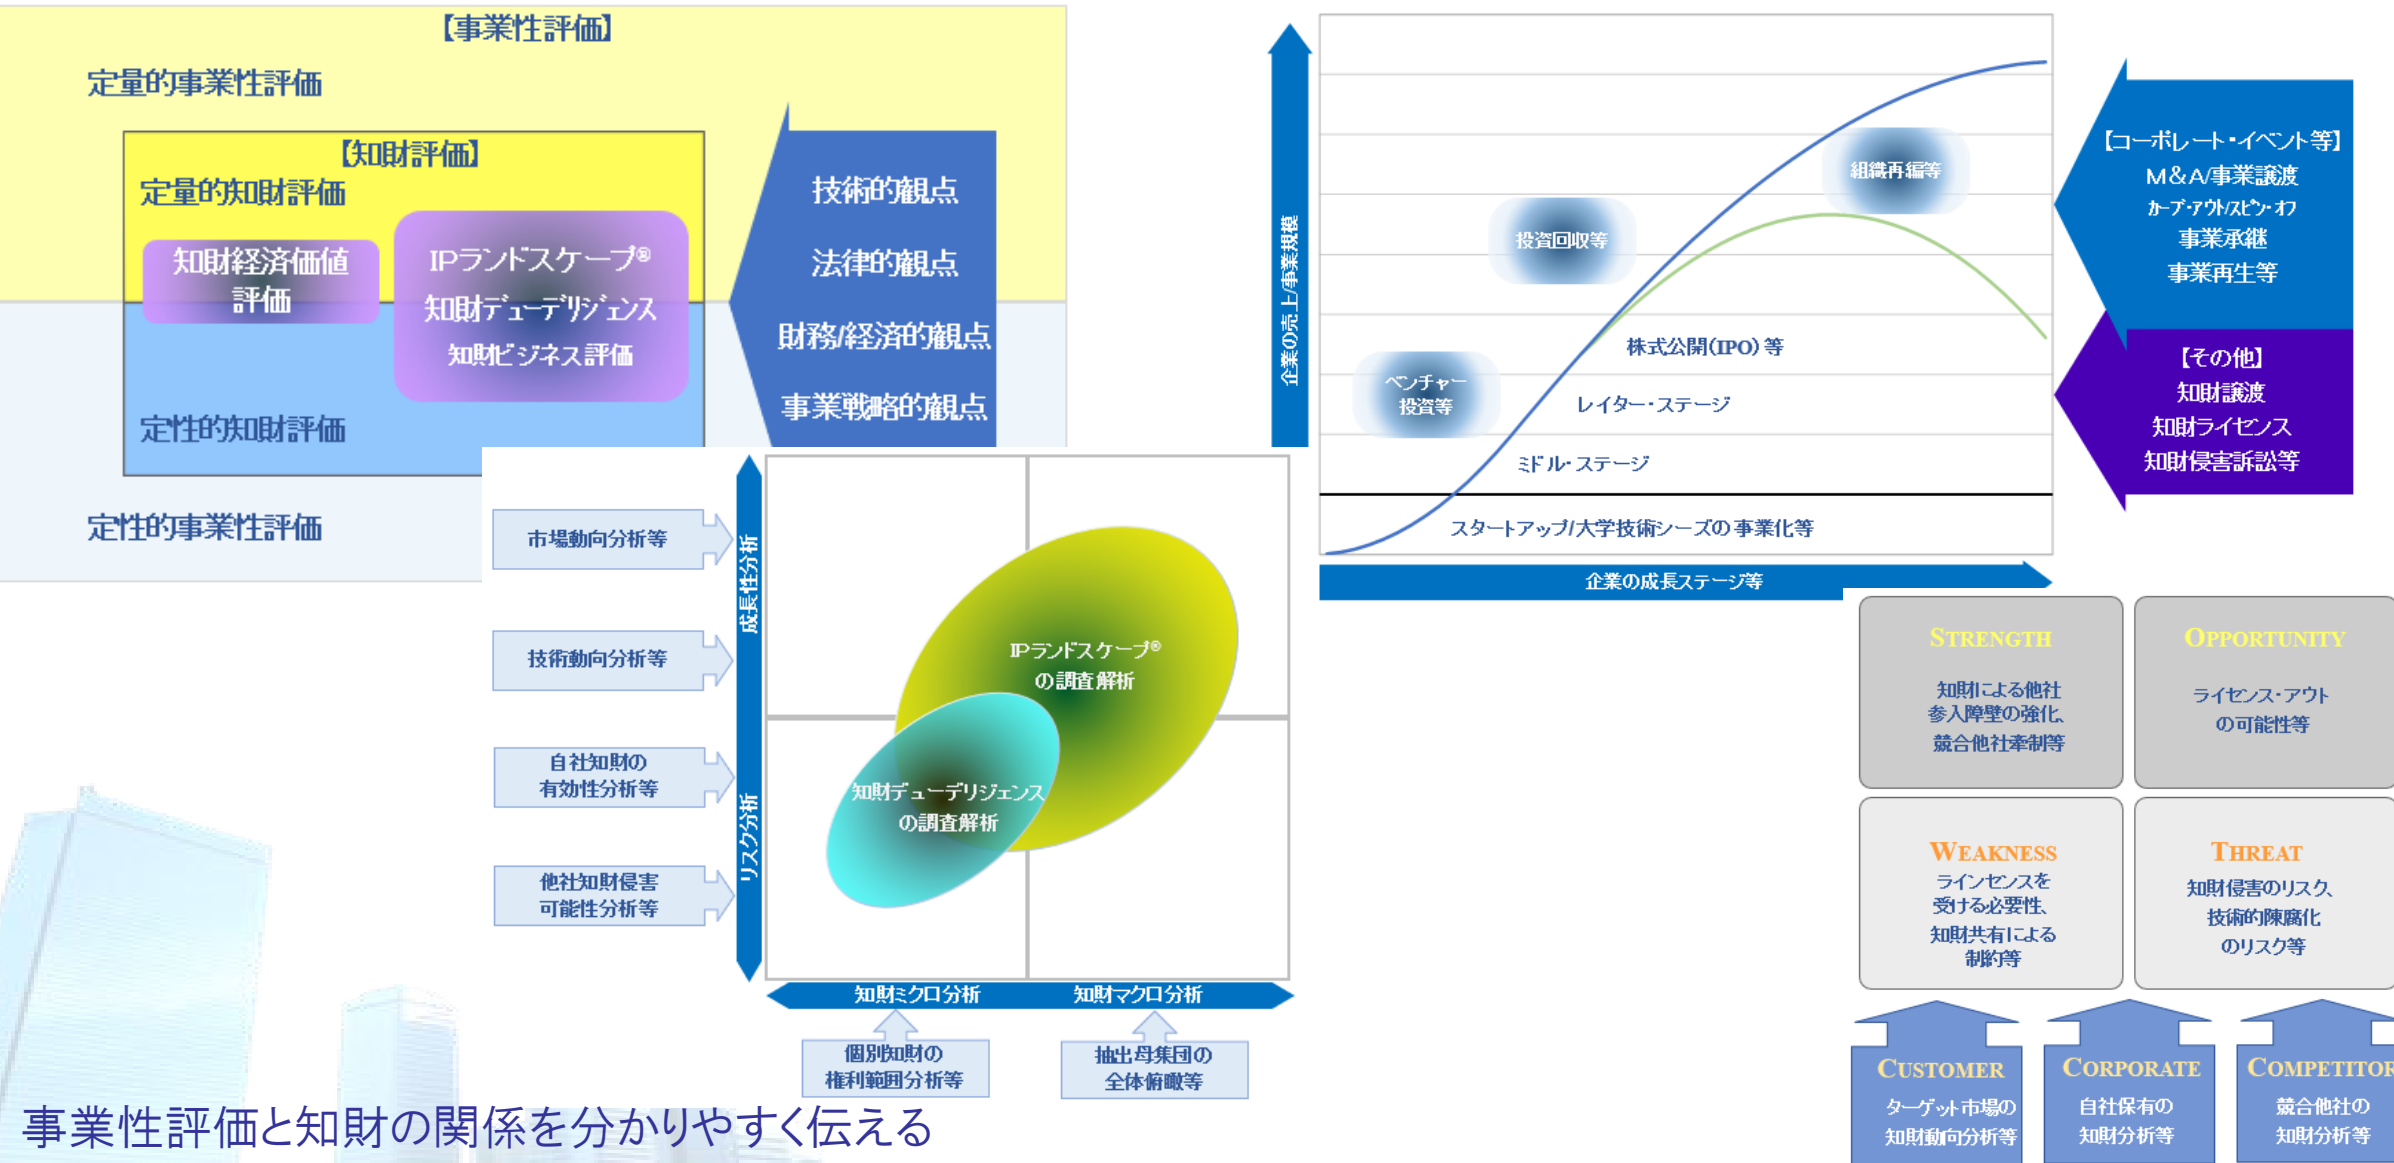 【事業性評価】
定量的事業性評価
【知財評価】
定量的知財評価
知財経済価値
評価
IPランドスケープ®
知財デューデリジェンス
知財ビジネス評価
定性的知財評価
定性的事業性評価
技術的観点
法律的観点
財務/経済的観点
事業戦略的観点
企業の売上/事業規模
組織再編等
投資回収等
ベンチャー
投資等
株式公開(IPO)等
レイター・ステージ
ミドル・ステージ
スタートアップ/大学技術シーズの事業化等
企業の成長ステージ等
【コーポレート・イベント等】
M&A/事業譲渡
カーブ・アウト/スピン・オフ
事業承継
事業再生等
【その他】
知財譲渡
知財ライセンス
知財侵害訴訟等
市場動向分析等
技術動向分析等
自社知財の
有効性分析等
他社知財侵害
可能性分析等
成長性分析
リスク分析
IPランドスケープ®
の調査解析
知財デューデリジェンス
の調査解析
知財ミクロ分析
知財マクロ分析
個別知財の
権利範囲分析等
抽出母集団の
全体俯瞰等
STRENGTH
知財による他社
参入障壁の強化、
競合他社牽制等
OPPORTUNITY
ライセンス・アウト
の可能性等
WEAKNESS
ラインセンスを
受ける必要性、
知財共有による
制約等
THREAT
知財侵害のリスク、
技術的陳腐化
のリスク等
CUSTOMER
ターゲット市場の
知財動向分析等
CORPORATE
自社保有の
知財分析等
COMPETITOR
競合他社の
知財分析等
事業性評価と知財の関係を分かりやすく伝える